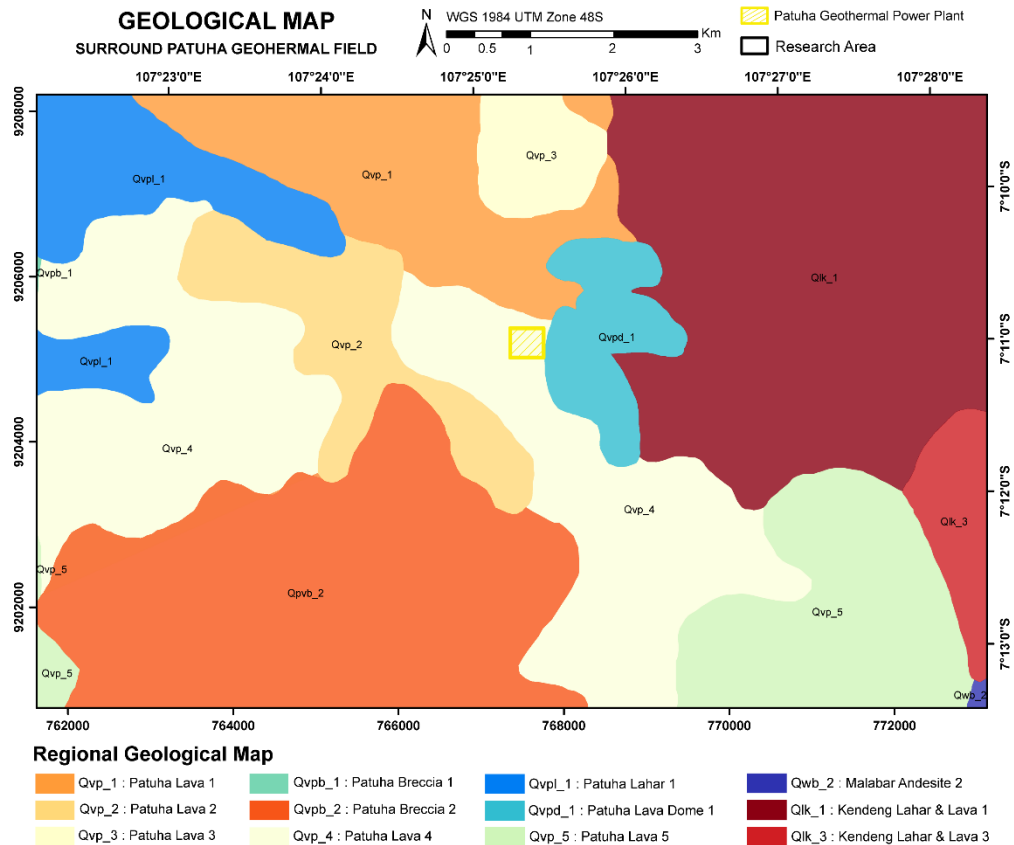 GEOLOGICAL MAP
SURROUND PATUHA GEOHERMAL FIELD
N
WGS 1984 UTM Zone 48S
Km
0 0.5 1 2 3
Patuha Geothermal Power Plant
Research Area
107°23'0"E 107°24'0"E 107°25'0"E 107°26'0"E 107°27'0"E 107°28'0"E
9208000
9206000
9204000
9202000
7°10'0"S
7°11'0"S
7°12'0"S
7°13'0"S
Qvp_3
Qvp_1
Qvpl_1
Qvpb_1
Qlk_1
Qvp_2
Qvpd_1
Qvpl_1
Qvp_4
Qvp_4
Qlk_3
Qvp_5
Qpvb_2
Qvp_5
Qvp_5
Qwb_2
762000 764000 766000 768000 770000 772000
Regional Geological Map
Qvp_1 : Patuha Lava 1
Qvp_2 : Patuha Lava 2
Qvp_3 : Patuha Lava 3
Qvpb_1 : Patuha Breccia 1
Qvpb_2 : Patuha Breccia 2
Qvp_4 : Patuha Lava 4
Qvpl_1 : Patuha Lahar 1
Qvpd_1 : Patuha Lava Dome 1
Qvp_5 : Patuha Lava 5
Qwb_2 : Malabar Andesite 2
Qlk_1 : Kendeng Lahar & Lava 1
Qlk_3 : Kendeng Lahar & Lava 3